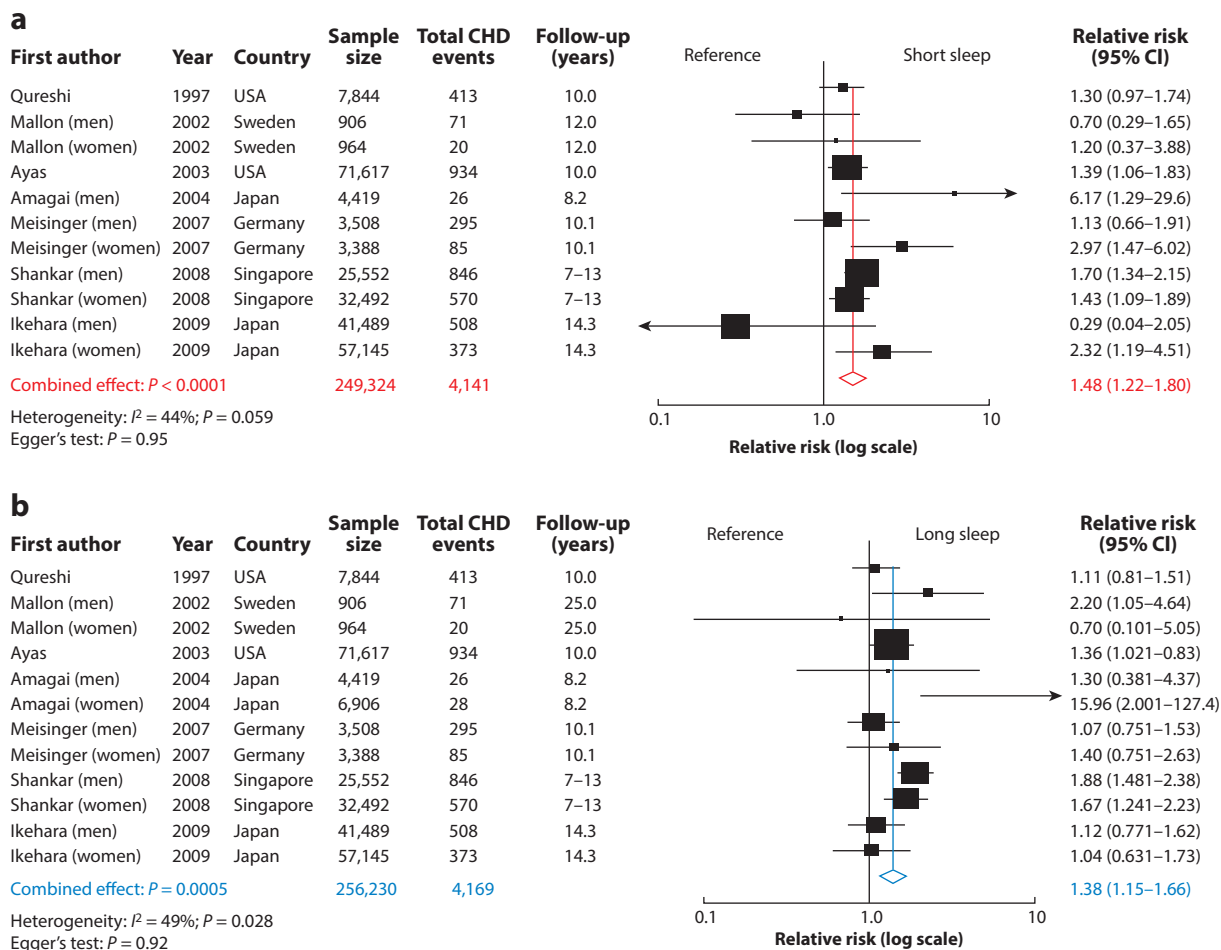 a
First author Year Country Sample size Total CHD events Follow-up (years) Reference Short sleep Relative risk (95% CI)
Qureshi 1997 USA 7,844 413 10.0 1.30 (0.97–1.74)
Mallon (men) 2002 Sweden 906 71 12.0 0.70 (0.29–1.65)
Mallon (women) 2002 Sweden 964 20 12.0 1.20 (0.37–3.88)
Ayas 2003 USA 71,617 934 10.0 1.39 (1.06–1.83)
Amagai (men) 2004 Japan 4,419 26 8.2 6.17 (1.29–29.6)
Meisinger (men) 2007 Germany 3,508 295 10.1 1.13 (0.66–1.91)
Meisinger (women) 2007 Germany 3,388 85 10.1 2.97 (1.47–6.02)
Shankar (men) 2008 Singapore 25,552 846 7–13 1.70 (1.34–2.15)
Shankar (women) 2008 Singapore 32,492 570 7–13 1.43 (1.09–1.89)
Ikehara (men) 2009 Japan 41,489 508 14.3 0.29 (0.04–2.05)
Ikehara (women) 2009 Japan 57,145 373 14.3 2.32 (1.19–4.51)
Combined effect: P < 0.0001 249,324 4,141 1.48 (1.22–1.80)
Heterogeneity: I² = 44%; P = 0.059
Egger's test: P = 0.95
0.1 1.0 10
Relative risk (log scale)
b
First author Year Country Sample size Total CHD events Follow-up (years) Reference Long sleep Relative risk (95% CI)
Qureshi 1997 USA 7,844 413 10.0 1.11 (0.81–1.51)
Mallon (men) 2002 Sweden 906 71 25.0 2.20 (1.05–4.64)
Mallon (women) 2002 Sweden 964 20 25.0 0.70 (0.101–5.05)
Ayas 2003 USA 71,617 934 10.0 1.36 (1.021–0.83)
Amagai (men) 2004 Japan 4,419 26 8.2 1.30 (0.381–4.37)
Amagai (women) 2004 Japan 6,906 28 8.2 15.96 (2.001–127.4)
Meisinger (men) 2007 Germany 3,508 295 10.1 1.07 (0.751–1.53)
Meisinger (women) 2007 Germany 3,388 85 10.1 1.40 (0.751–2.63)
Shankar (men) 2008 Singapore 25,552 846 7–13 1.88 (1.481–2.38)
Shankar (women) 2008 Singapore 32,492 570 7–13 1.67 (1.241–2.23)
Ikehara (men) 2009 Japan 41,489 508 14.3 1.12 (0.771–1.62)
Ikehara (women) 2009 Japan 57,145 373 14.3 1.04 (0.631–1.73)
Combined effect: P = 0.0005 256,230 4,169 1.38 (1.15–1.66)
Heterogeneity: I² = 49%; P = 0.028
Egger's test: P = 0.92
0.1 1.0 10
Relative risk (log scale)